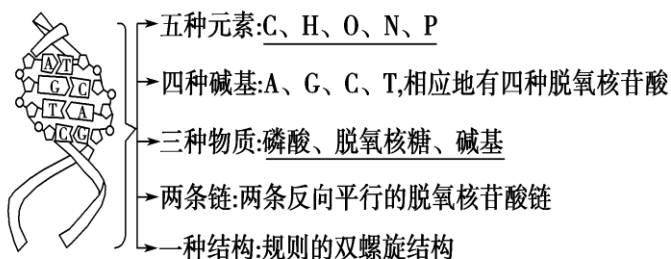 五种元素:C、H、O、N、P
四种碱基:A、G、C、T,相应地有四种脱氧核苷酸
三种物质:磷酸、脱氧核糖、碱基
两条链:两条反向平行的脱氧核苷酸链
一种结构:规则的双螺旋结构
A T
G C
T A
C G